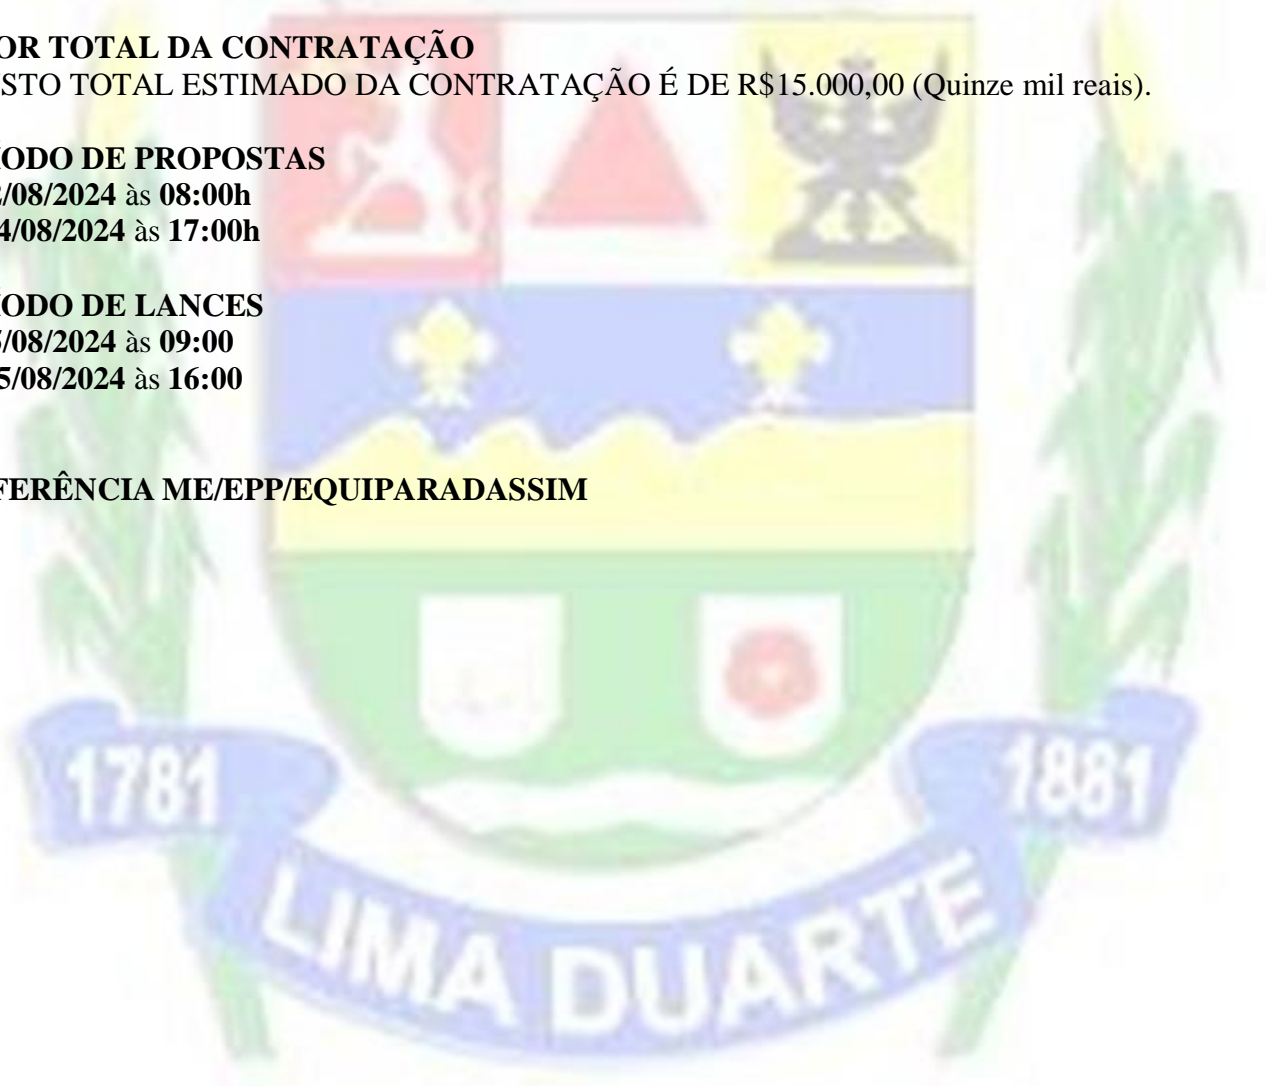 OR TOTAL DA CONTRATAÇÃO
STO TOTAL ESTIMADO DA CONTRATAÇÃO É DE R$15.000,00 (Quinze mil reais).
ODO DE PROPOSTAS
/08/2024 às 08:00h
4/08/2024 às 17:00h
ODO DE LANCES
/08/2024 às 09:00
5/08/2024 às 16:00
FERÊNCIA ME/EPP/EQUIPARADASSIM
1781
1881
LIMA DUARTE